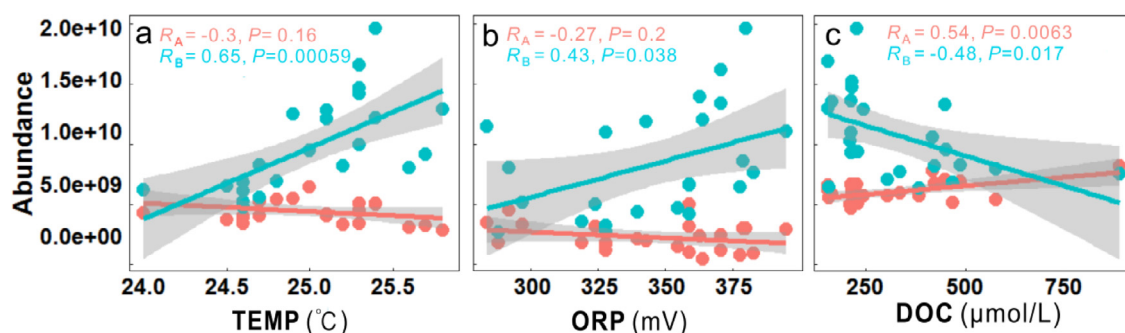 Abundance
2.0e+10
1.5e+10
1.0e+10
5.0e+09
0.0e+00
a
R_A = -0.3, P = 0.16
R_B = 0.65, P = 0.00059
24.0 24.5 25.0 25.5
TEMP (℃)
b
R_A = -0.27, P = 0.2
R_B = 0.43, P = 0.038
300 325 350 375
ORP (mV)
c
R_A = 0.54, P = 0.0063
R_B = -0.48, P = 0.017
250 500 750
DOC (μmol/L)